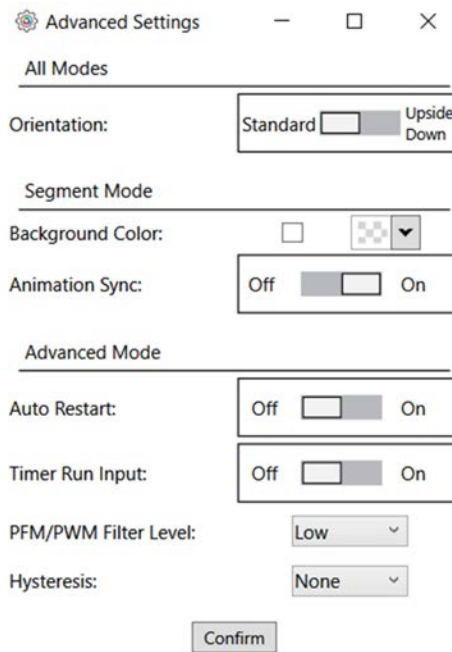 Advanced Settings
All Modes
Orientation: Standard Upside Down
Segment Mode
Background Color:
Animation Sync: Off On
Advanced Mode
Auto Restart: Off On
Timer Run Input: Off On
PFM/PWM Filter Level: Low
Hysteresis: None
Confirm